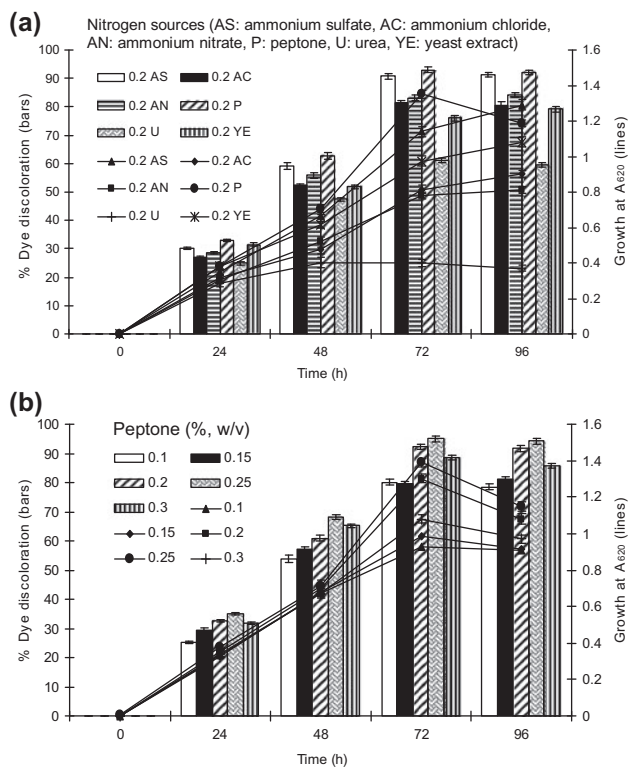 (a)
Nitrogen sources (AS: ammonium sulfate, AC: ammonium chloride,
AN: ammonium nitrate, P: peptone, U: urea, YE: yeast extract)
0.2 AS 0.2 AC
0.2 AN 0.2 P
0.2 U 0.2 YE
0.2 AS 0.2 AC
0.2 AN 0.2 P
0.2 U 0.2 YE
% Dye discoloration (bars)
100
90
80
70
60
50
40
30
20
10
0
1.6
1.4
1.2
1
0.8
0.6
0.4
0.2
0
Growth at A620 (lines)
0 24 48 72 96
Time (h)
(b)
Peptone (%, w/v)
0.1 0.15
0.2 0.25
0.3 0.1
0.15 0.2
0.25 0.3
% Dye discoloration (bars)
100
90
80
70
60
50
40
30
20
10
0
1.6
1.4
1.2
1
0.8
0.6
0.4
0.2
0
Growth at A620 (lines)
0 24 48 72 96
Time (h)